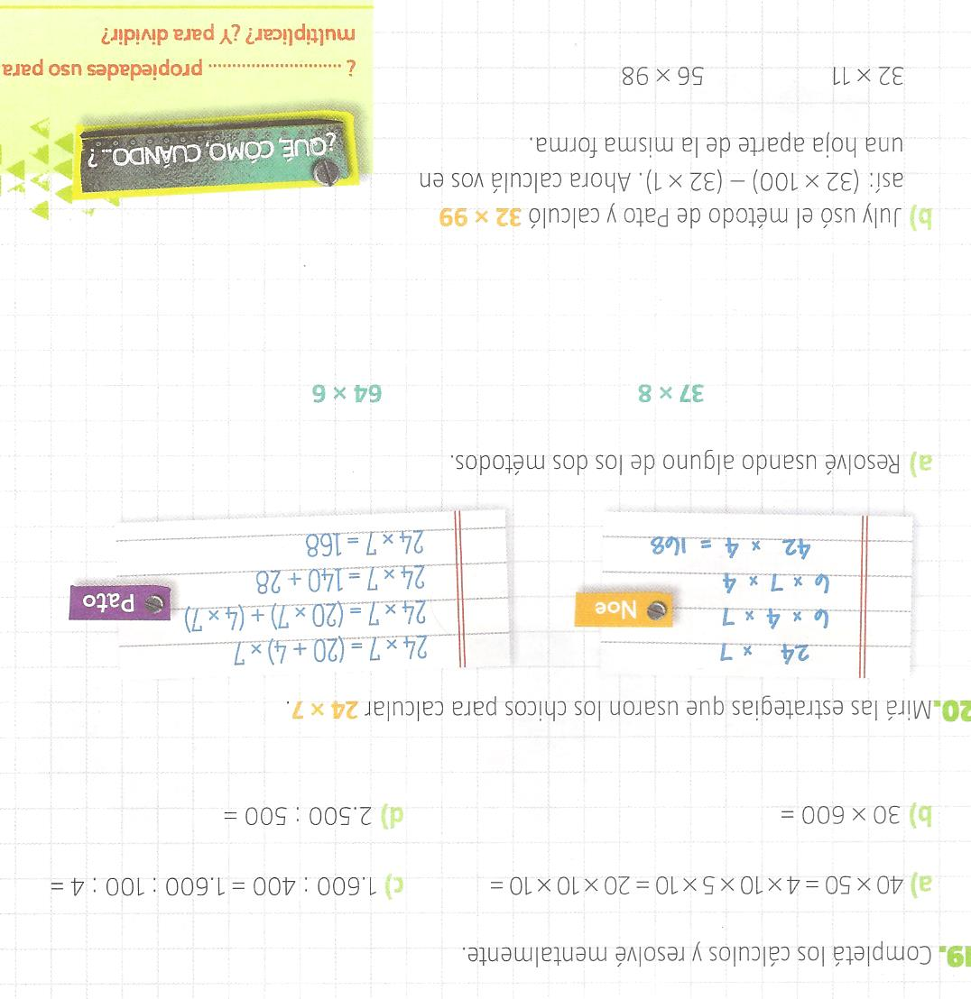 19. Completá los cálculos y resolvé mentalmente.
a) 40 × 50 = 4 × 10 × 5 × 10 = 20 × 10 × 10 =
c) 1.600 : 400 = 1.600 : 100 : 4 =
b) 30 × 600 =
d) 2.500 : 500 =
20. Mirá las estrategias que usaron los chicos para calcular 24 × 7.
24 × 7
6 × 4 × 7
6 × 7 × 4
42 × 4 = 168
Noe
24 × 7 = (20 + 4) × 7
24 × 7 = (20 × 7) + (4 × 7)
24 × 7 = 140 + 28
24 × 7 = 168
Pato
a) Resolvé usando alguno de los dos métodos.
37 × 8
64 × 6
b) July usó el método de Pato y calculó 32 × 99
así: (32 × 100) – (32 × 1). Ahora calculá vos en
una hoja aparte de la misma forma.
32 × 11
56 × 98
¿QUÉ, CÓMO, CUÁNDO...?
¿ ............................ propiedades uso para
multiplicar? ¿Y para dividir?